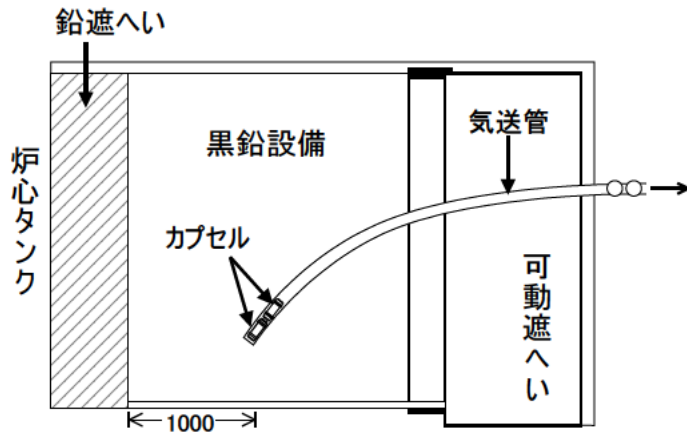 鉛遮へい
炉心タンク
黒鉛設備
気送管
カプセル
可動遮へい
1000